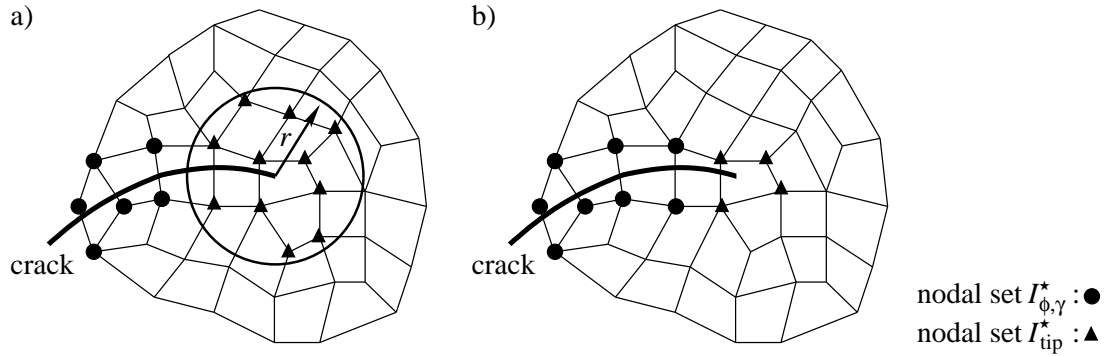 a)
b)
r
crack
crack
nodal set I*ϕ,γ : ●
nodal set I*tip : ▲